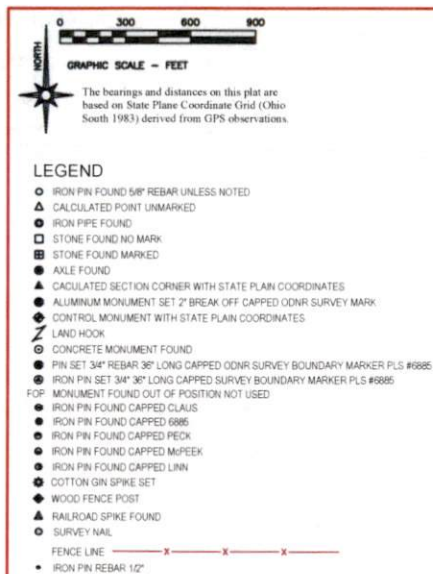 0 300 600 900
NORTH
GRAPHIC SCALE - FEET
The bearings and distances on this plat are
based on State Plane Coordinate Grid (Ohio
South 1983) derived from GPS observations.
LEGEND
IRON PIN FOUND 5/8" REBAR UNLESS NOTED
CALCULATED POINT UNMARKED
IRON PIPE FOUND
STONE FOUND NO MARK
STONE FOUND MARKED
AXLE FOUND
CACULATED SECTION CORNER WITH STATE PLAIN COORDINATES
ALUMINUM MONUMENT SET 2" BREAK OFF CAPPED ODNR SURVEY MARK
CONTROL MONUMENT WITH STATE PLAIN COORDINATES
LAND HOOK
CONCRETE MONUMENT FOUND
PIN SET 3/4" REBAR 36" LONG CAPPED ODNR SURVEY BOUNDARY MARKER PLS #6885
IRON PIN SET 3/4" 36" LONG CAPPED SURVEY BOUNDARY MARKER PLS #6885
FOP MONUMENT FOUND OUT OF POSITION NOT USED
IRON PIN FOUND CAPPED CLAUS
IRON PIN FOUND CAPPED 6885
IRON PIN FOUND CAPPED PECK
IRON PIN FOUND CAPPED McPEEK
IRON PIN FOUND CAPPED LINN
COTTON GIN SPIKE SET
WOOD FENCE POST
RAILROAD SPIKE FOUND
SURVEY NAIL
FENCE LINE x x x
IRON PIN REBAR 1/2"